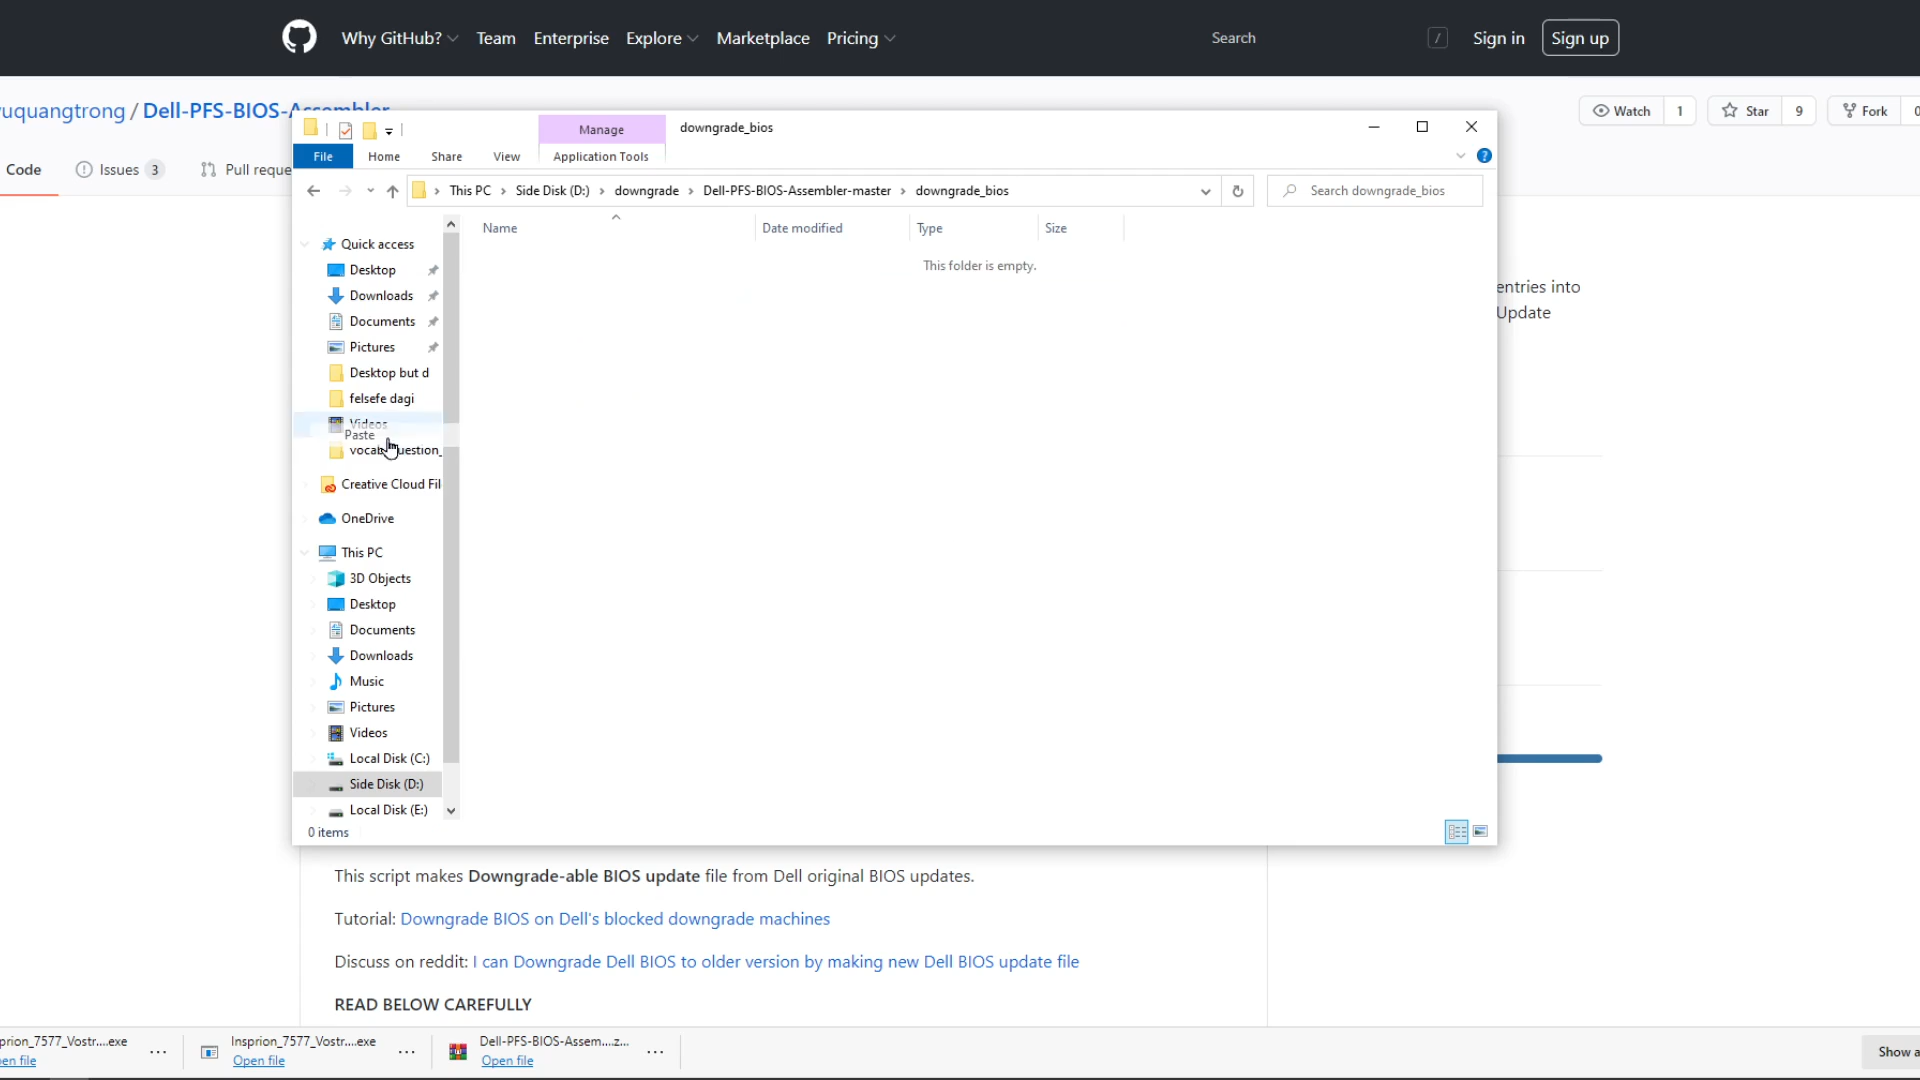 Why GitHub? Team Enterprise Explore Marketplace Pricing Search / Sign in Sign up
uquangtrong / Dell-PFS-BIOS-Assembler Watch 1 Star 9 Fork
Code Issues 3 Pull reque
Manage downgrade_bios
File Home Share View Application Tools
This PC > Side Disk (D:) > downgrade > Dell-PFS-BIOS-Assembler-master > downgrade_bios Search downgrade_bios
Name Date modified Type Size
This folder is empty.
Quick access
Desktop
Downloads
Documents
Pictures
Desktop but d
felsefe dagi
Videos
Paste
vocab uestion_
Creative Cloud Fil
OneDrive
This PC
3D Objects
Desktop
Documents
Downloads
Music
Pictures
Videos
Local Disk (C:)
Side Disk (D:)
Local Disk (E:)
0 items
entries into
Update
This script makes Downgrade-able BIOS update file from Dell original BIOS updates.
Tutorial: Downgrade BIOS on Dell's blocked downgrade machines
Discuss on reddit: I can Downgrade Dell BIOS to older version by making new Dell BIOS update file
READ BELOW CAREFULLY
prion_7577_Vostr....exe Insprion_7577_Vostr....exe Dell-PFS-BIOS-Assem....z...
en file Open file Open file
Show a